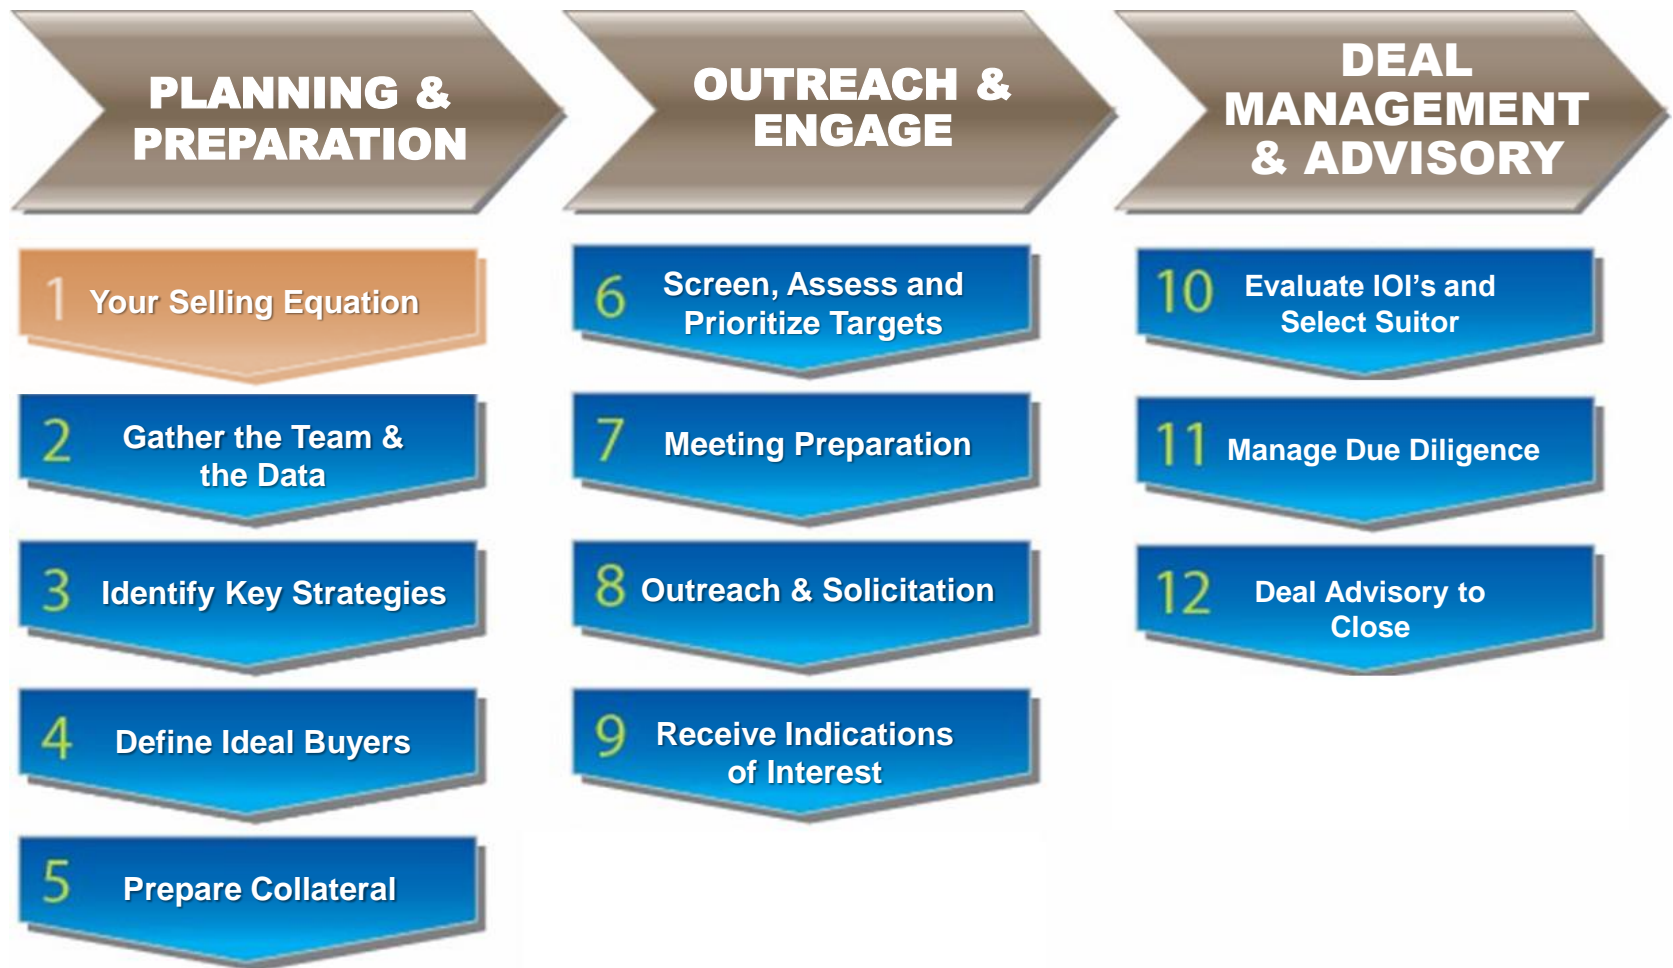 PLANNING &
PREPARATION
1 Your Selling Equation
2 Gather the Team &
the Data
3 Identify Key Strategies
4 Define Ideal Buyers
5 Prepare Collateral
OUTREACH &
ENGAGE
6 Screen, Assess and
Prioritize Targets
7 Meeting Preparation
8 Outreach & Solicitation
9 Receive Indications
of Interest
DEAL
MANAGEMENT
& ADVISORY
10 Evaluate IOI’s and
Select Suitor
11 Manage Due Diligence
12 Deal Advisory to
Close